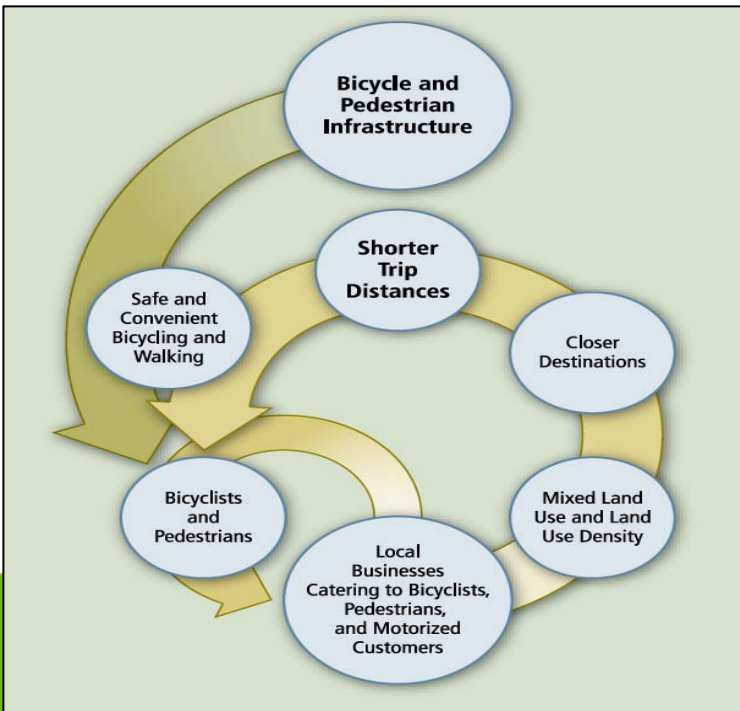 Bicycle and
Pedestrian
Infrastructure
Shorter
Trip
Distances
Safe and
Convenient
Bicycling and
Walking
Closer
Destinations
Bicyclists
and
Pedestrians
Mixed Land
Use and Land
Use Density
Local
Businesses
Catering to Bicyclists,
Pedestrians,
and Motorized
Customers